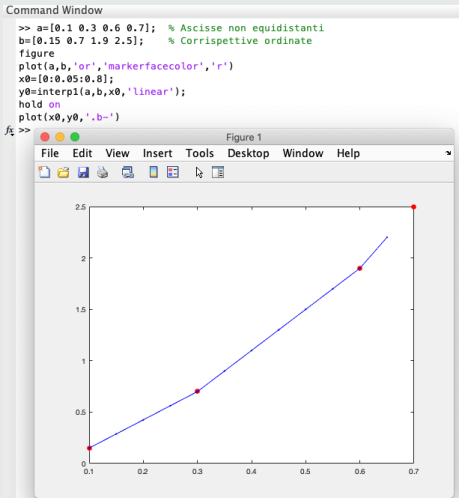 Command Window
>> a=[0.1 0.3 0.6 0.7];  % Ascisse non equidistanti
b=[0.15 0.7 1.9 2.5];    % Corrispettive ordinate
figure
plot(a,b,'or','markerfacecolor','r')
x0=[0:0.05:0.8];
y0=interp1(a,b,x0,'linear');
hold on
plot(x0,y0,'.b-')
fx >>
Figure 1
File Edit View Insert Tools Desktop Window Help
2.5
2
1.5
1
0.5
0
0.1 0.2 0.3 0.4 0.5 0.6 0.7